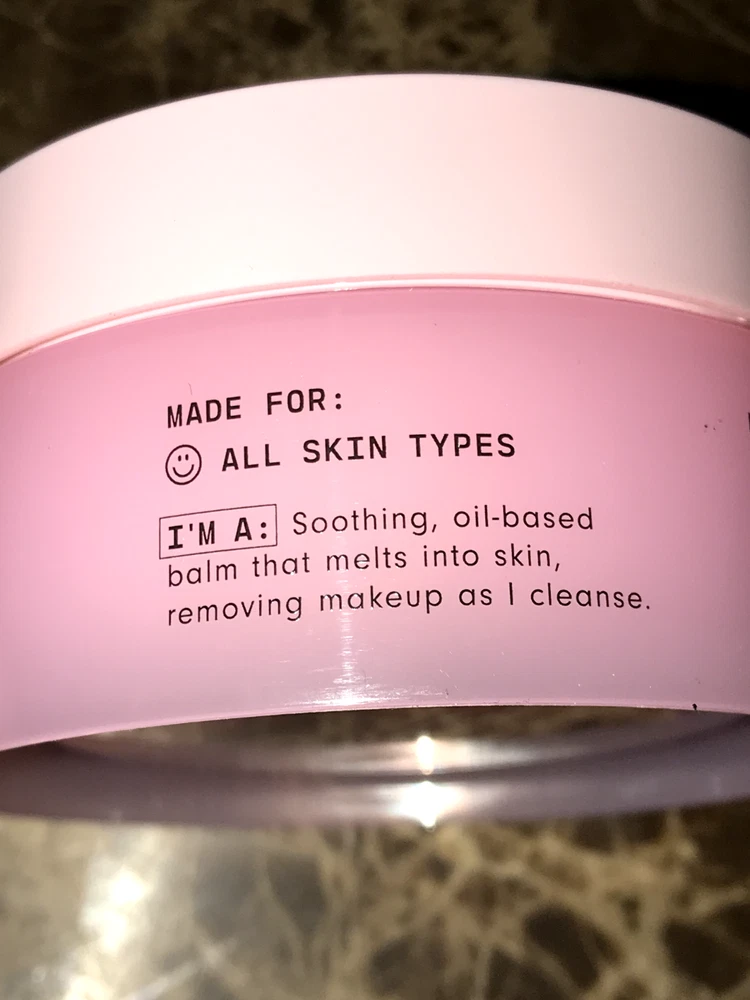 MADE FOR:
ALL SKIN TYPES
I'M A: Soothing, oil-based
balm that melts into skin,
removing makeup as I cleanse.